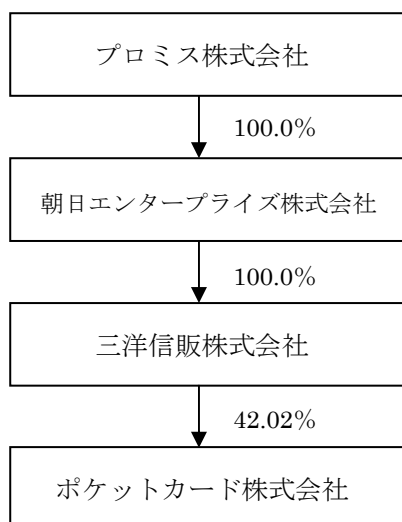 プロミス株式会社
100.0%
朝日エンタープライズ株式会社
100.0%
三洋信販株式会社
42.02%
ポケットカード株式会社